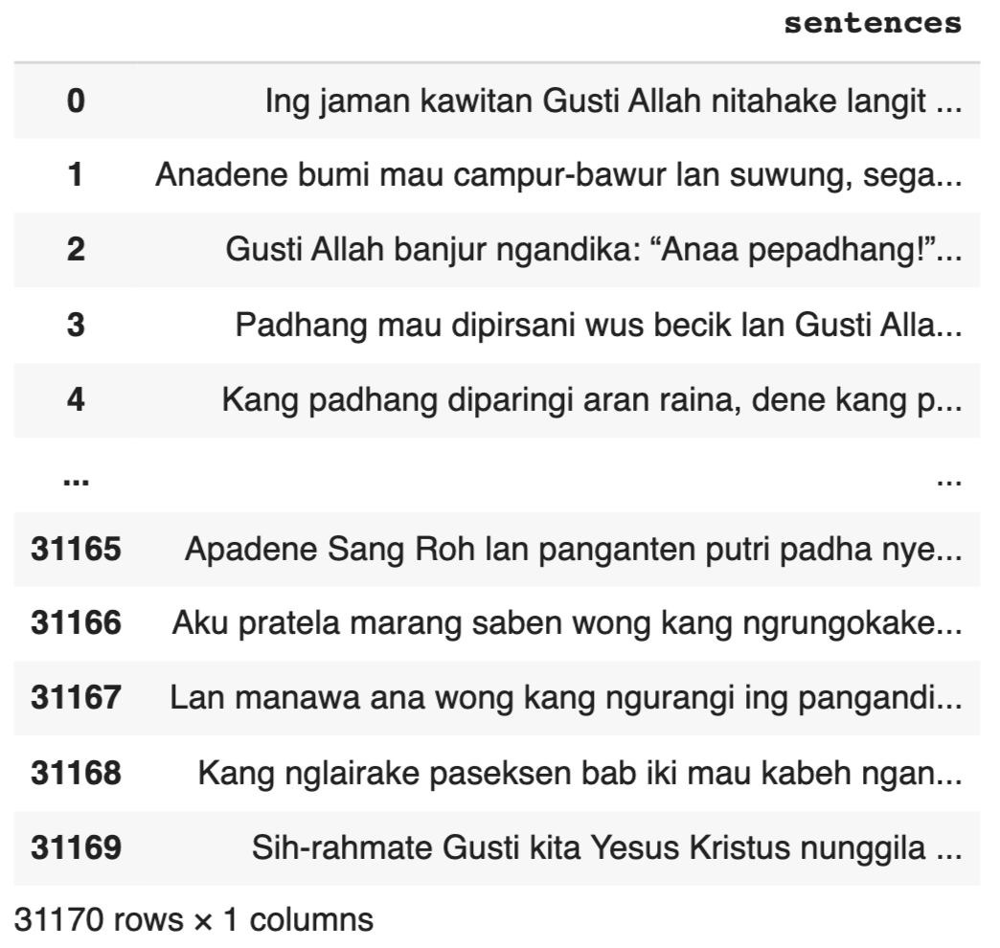 sentences
0 Ing jaman kawitan Gusti Allah nitahake langit ...
1 Anadene bumi mau campur-bawur lan suwung, sega...
2 Gusti Allah banjur ngandika: “Anaa pepadhang!”...
3 Padhang mau dipirsani wus becik lan Gusti Alla...
4 Kang padhang diparingi aran raina, dene kang p...
... ...
31165 Apadene Sang Roh lan panganten putri padha nye...
31166 Aku pratela marang saben wong kang ngrungokake...
31167 Lan manawa ana wong kang ngurangi ing pangandi...
31168 Kang nglairake paseksen bab iki mau kabeh ngan...
31169 Sih-rahmate Gusti kita Yesus Kristus nunggila ...
31170 rows × 1 columns